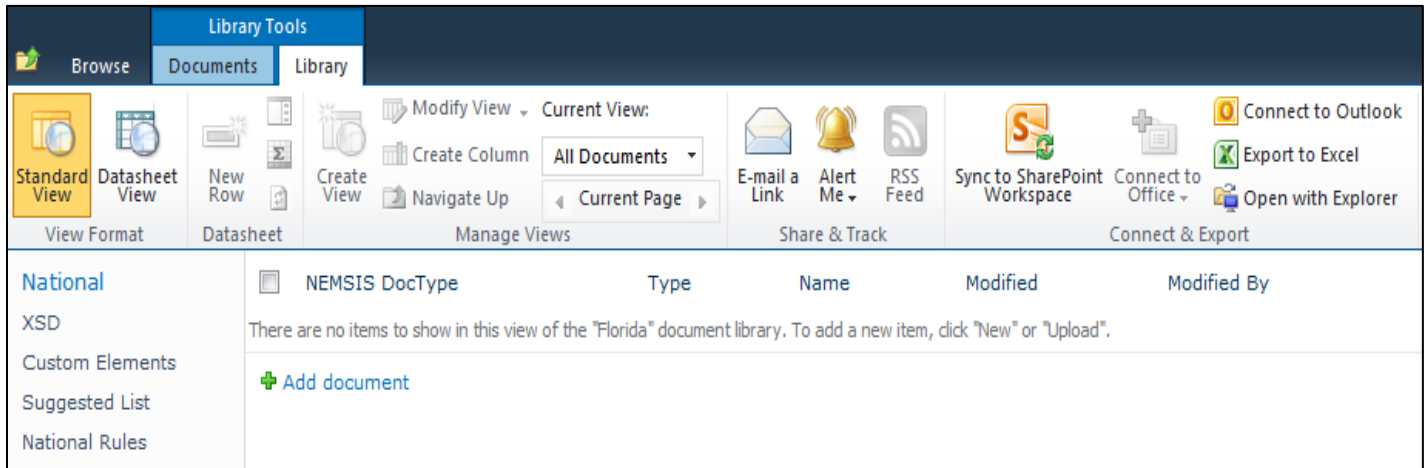 Library Tools
Browse Documents Library
Standard View
Datasheet View
View Format
New Row
Datasheet
Create View
Modify View
Create Column
Navigate Up
Current View:
All Documents
Current Page
Manage Views
E-mail a Link
Alert Me
RSS Feed
Share & Track
Sync to SharePoint Workspace
Connect to Office
Connect to Outlook
Export to Excel
Open with Explorer
Connect & Export
National
XSD
Custom Elements
Suggested List
National Rules
NEMSIS DocType Type Name Modified Modified By
There are no items to show in this view of the "Florida" document library. To add a new item, click "New" or "Upload".
Add document